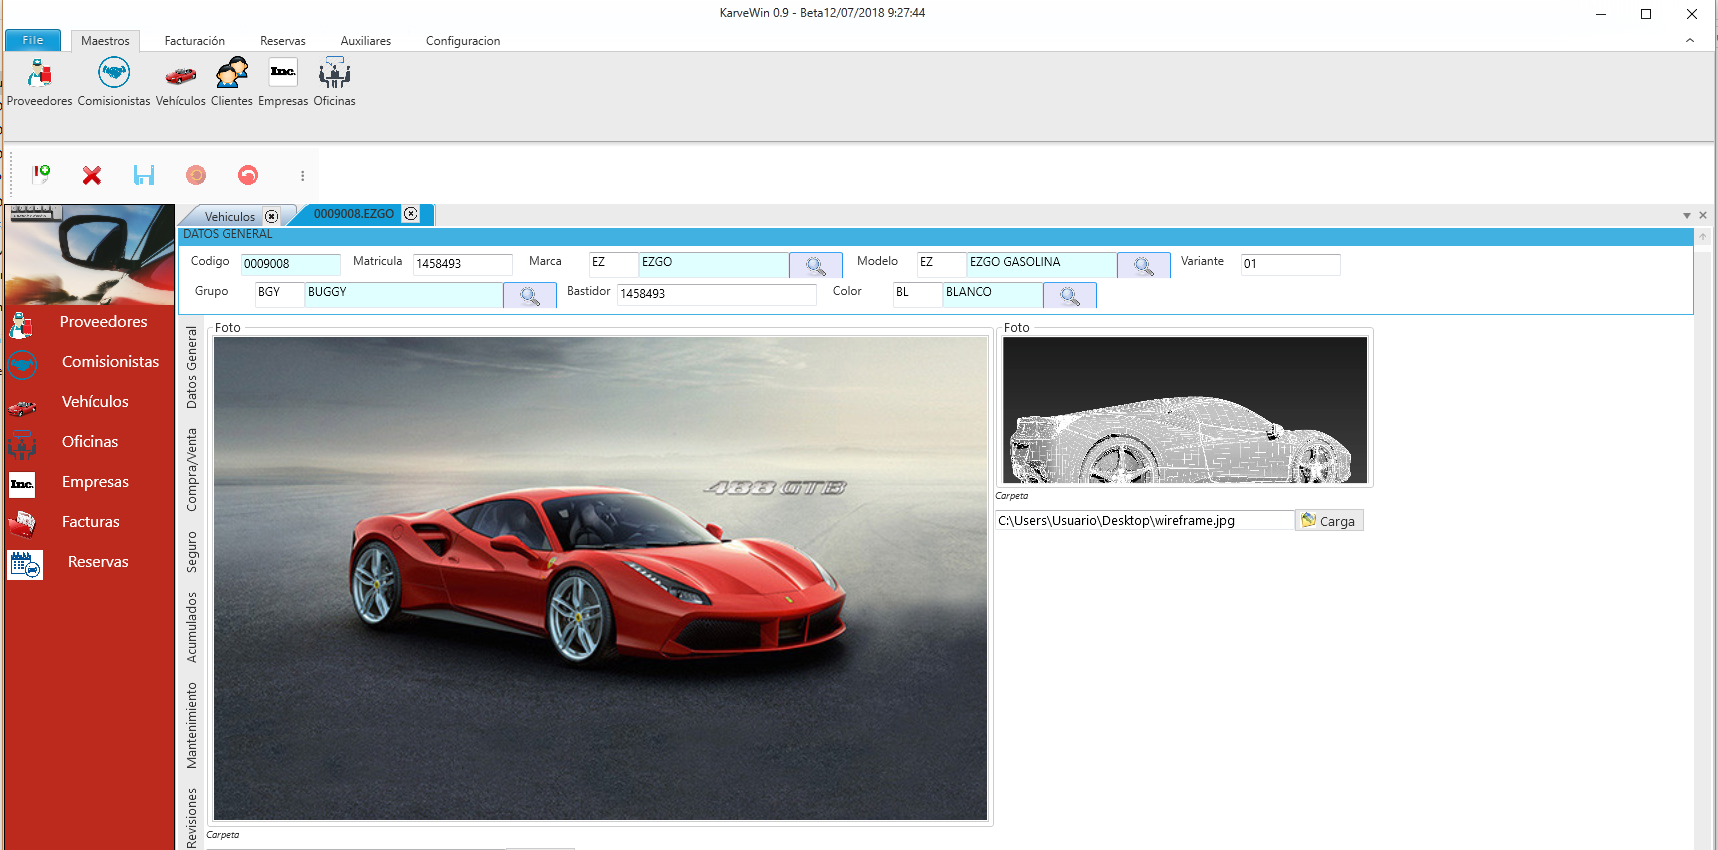 KarveWin 0.9 - Beta12/07/2018 9:27:44
File Maestros Facturación Reservas Auxiliares Configuracion
Inc.
Proveedores Comisionistas Vehículos Clientes Empresas Oficinas
Vehiculos 0009008.EZGO
DATOS GENERAL
Codigo 0009008 Matricula 1458493 Marca EZ EZGO Modelo EZ EZGO GASOLINA Variante 01
Grupo BGY BUGGY Bastidor 1458493 Color BL BLANCO
Proveedores
Comisionistas
Vehículos
Oficinas
Inc. Empresas
Facturas
Reservas
Datos General
Compra/Venta
Seguro
Acumulados
Mantenimiento
Revisiones
Foto
488 GTB
Carpeta
Foto
Carpeta
C:\Users\Usuario\Desktop\wireframe.jpg Carga